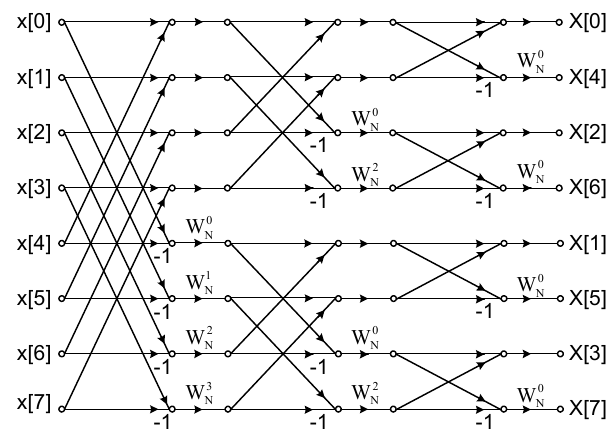 x[0] X[0]
W_N^0
x[1] -1 X[4]
W_N^0
x[2] -1 X[2]
W_N^2 W_N^0
x[3] -1 -1 X[6]
W_N^0
x[4] -1 X[1]
W_N^1 W_N^0
x[5] -1 -1 X[5]
W_N^2 W_N^0
x[6] -1 -1 X[3]
W_N^3 W_N^2 W_N^0
x[7] -1 -1 -1 X[7]